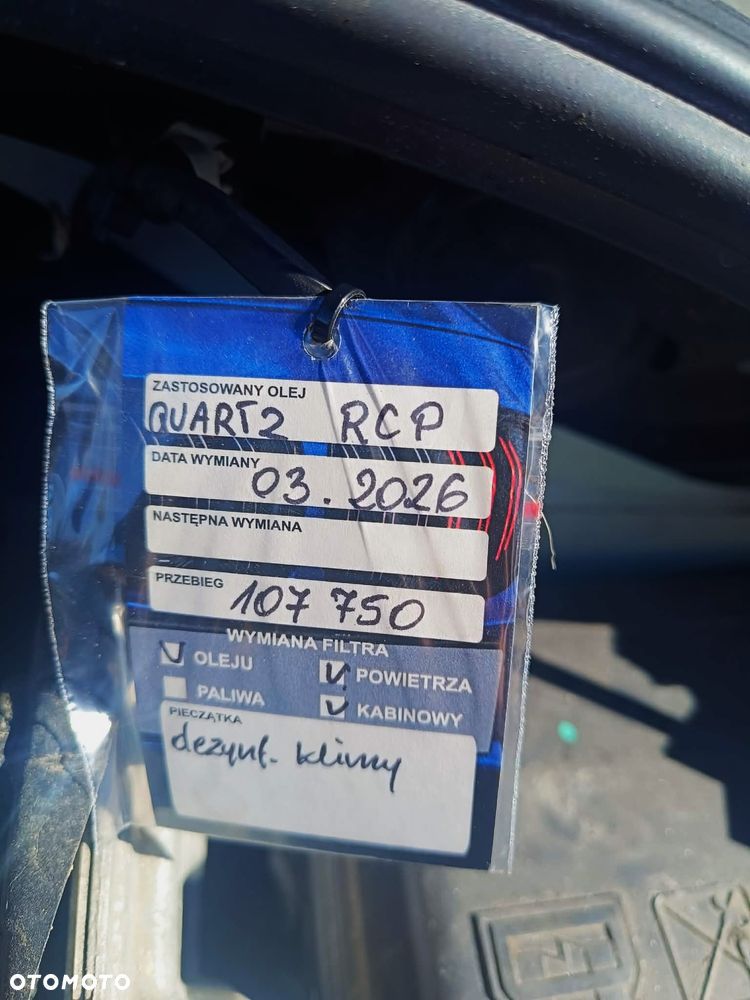 ZASTOSOWANY OLEJ
QUARTZ RCP
DATA WYMIANY
03.2026
NASTĘPNA WYMIANA
PRZEBIEG
107 750
WYMIANA FILTRA
OLEJU
POWIETRZA
PALIWA
KABINOWY
PIECZĄTKA
dezynf. klimy
OTOMOTO